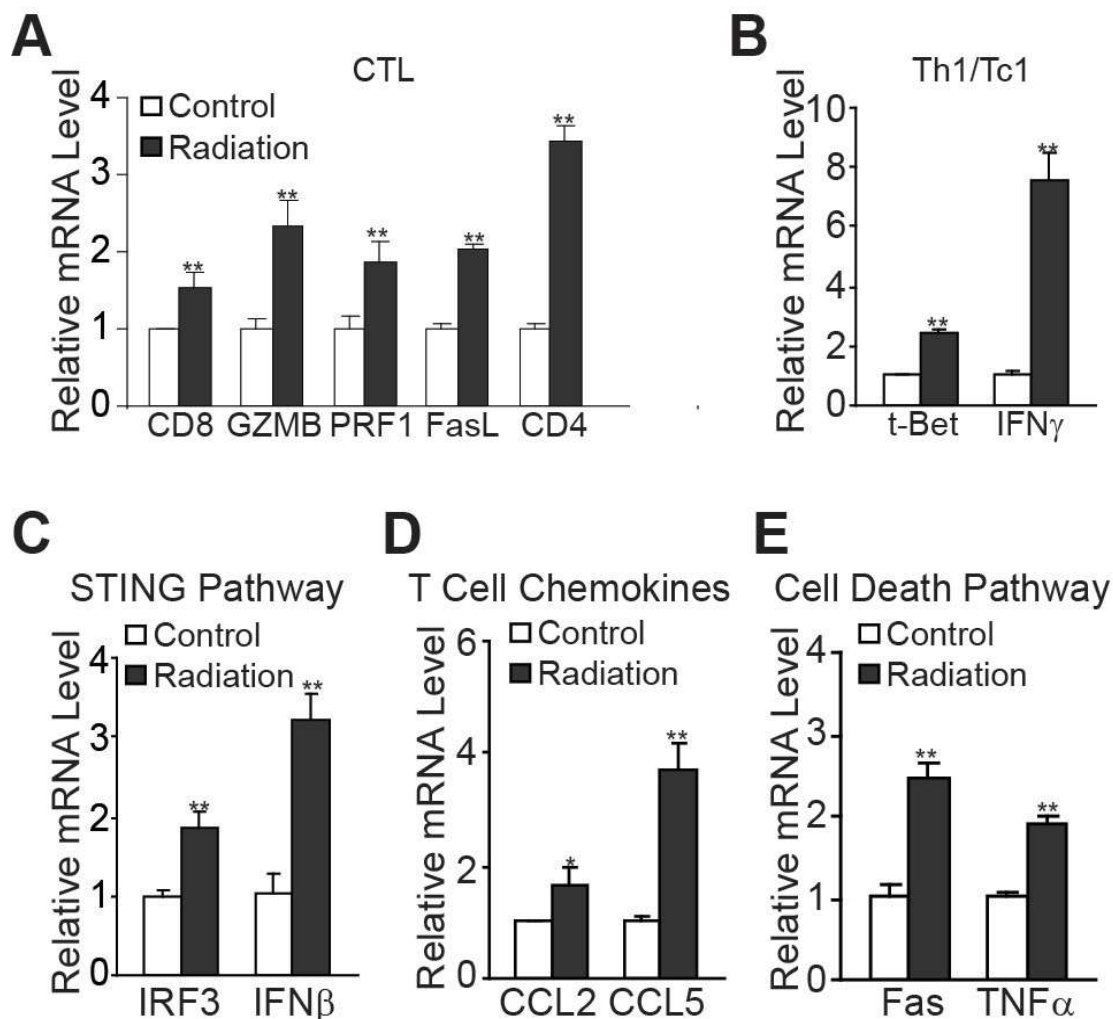 A
CTL
Relative mRNA Level
4
3
2
1
0
Control
Radiation
**
**
**
**
**
CD8 GZMB PRF1 FasL CD4
B
Th1/Tc1
Relative mRNA Level
10
8
6
4
2
0
**
**
t-Bet IFNγ
C
STING Pathway
Relative mRNA Level
4
3
2
1
0
Control
Radiation
**
**
IRF3 IFNβ
D
T Cell Chemokines
Relative mRNA Level
6
4
2
0
Control
Radiation
*
**
CCL2 CCL5
E
Cell Death Pathway
Relative mRNA Level
4
3
2
1
0
Control
Radiation
**
**
Fas TNFα